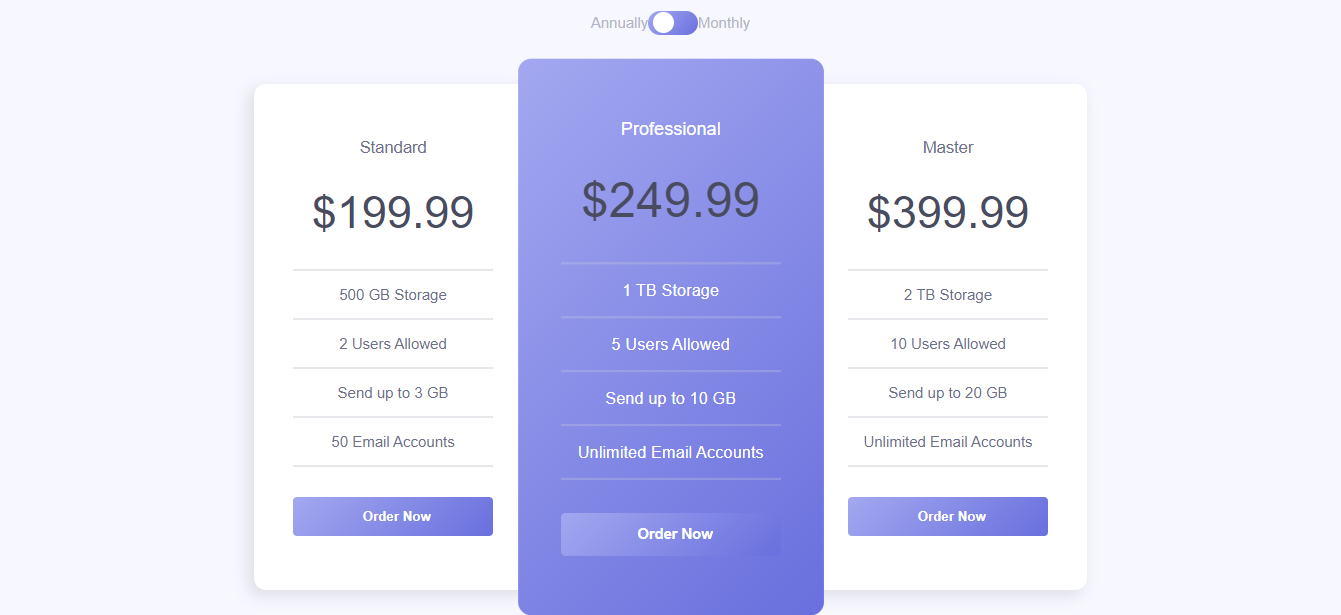 Annually Monthly
Standard
$199.99
500 GB Storage
2 Users Allowed
Send up to 3 GB
50 Email Accounts
Order Now
Professional
$249.99
1 TB Storage
5 Users Allowed
Send up to 10 GB
Unlimited Email Accounts
Order Now
Master
$399.99
2 TB Storage
10 Users Allowed
Send up to 20 GB
Unlimited Email Accounts
Order Now